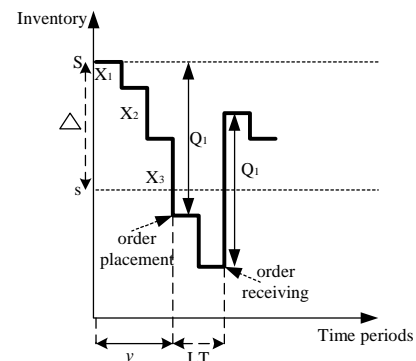 Inventory
S
X1
X2
Q1
△
X3
Q1
s
order
placement
order
receiving
Time periods
v
LT